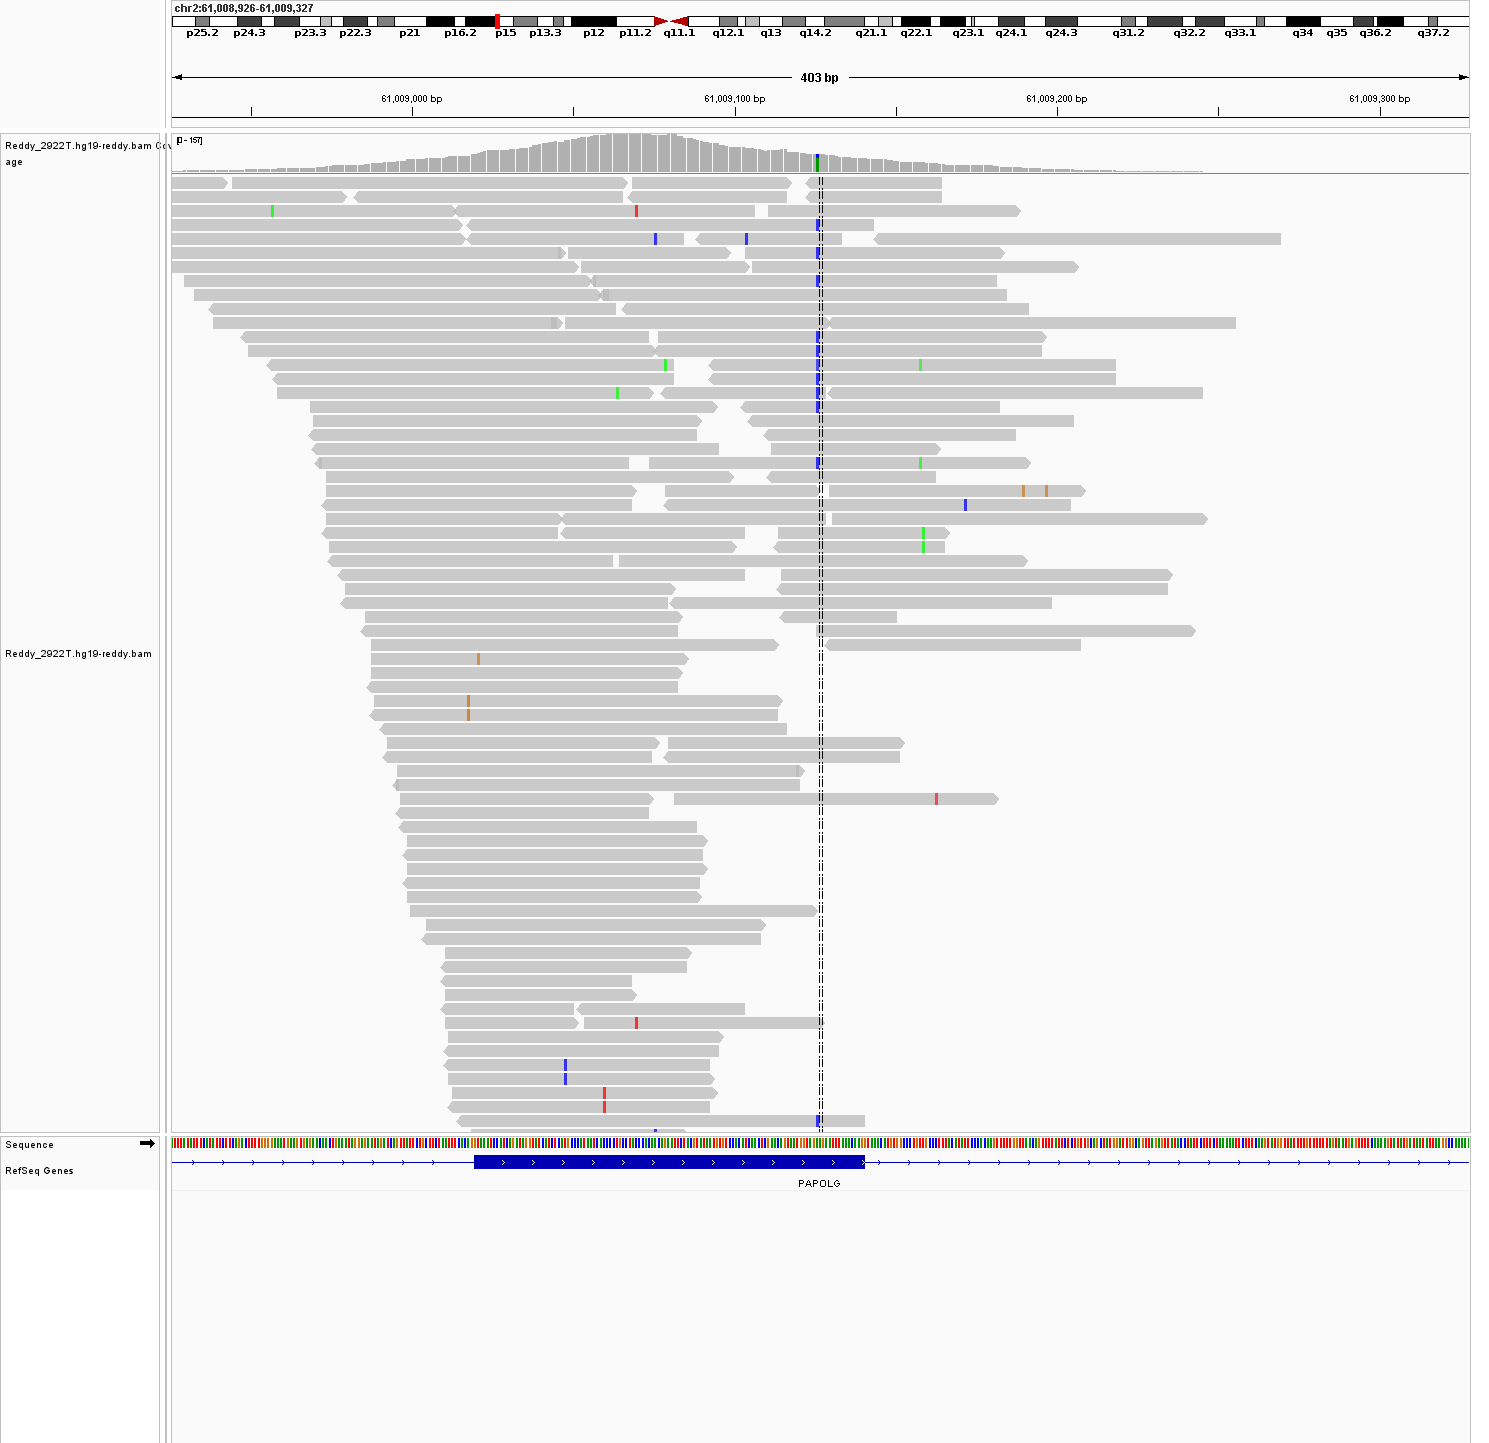 chr2:61,008,926-61,009,327
p25.2 p24.3 p23.3 p22.3 p21 p16.2 p15 p13.3 p12 p11.2 q11.1 q12.1 q13 q14.2 q21.1 q22.1 q23.1 q24.1 q24.3 q31.2 q32.2 q33.1 q34 q35 q36.2 q37.2
403 bp
61,009,000 bp 61,009,100 bp 61,009,200 bp 61,009,300 bp
Reddy_2922T.hg19-reddy.bam Cov
age
[0 - 157]
Reddy_2922T.hg19-reddy.bam
Sequence
RefSeq Genes
PAPOLG